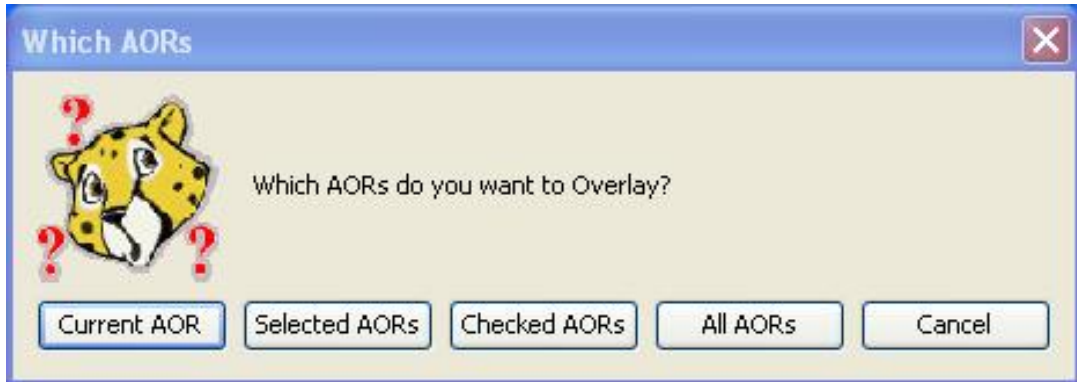 Which AORs
?
Which AORs do you want to Overlay?
? ?
Current AOR Selected AORs Checked AORs All AORs Cancel